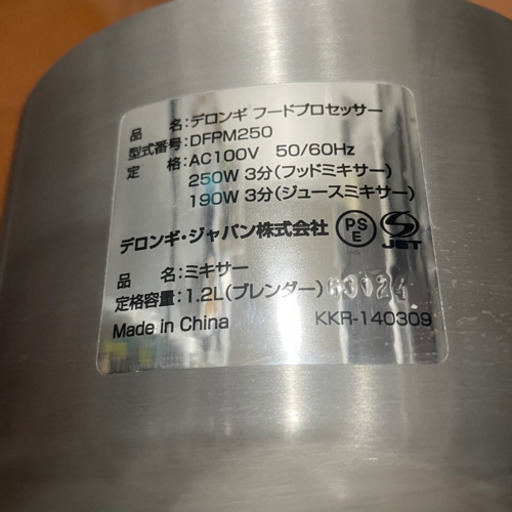 品 名:デロンギ フードプロセッサー
型式番号:DFPM250
定 格:AC100V 50/60Hz
250W 3分(フッドミキサー)
190W 3分(ジュースミキサー)
デロンギ・ジャパン株式会社 PSE JET
品 名:ミキサー
定格容量:1.2L(ブレンダー)
Made in China KKR-140309